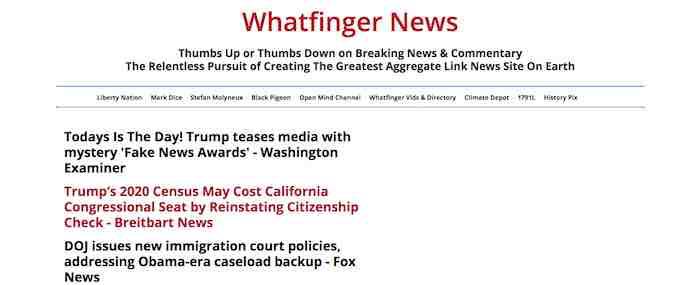 Whatfinger News
Thumbs Up or Thumbs Down on Breaking News & Commentary
The Relentless Pursuit of Creating The Greatest Aggregate Link News Site On Earth
Liberty Nation Mark Dice Stefan Molyneux Black Pigeon Open Mind Channel Whatfinger Vids & Directory Climate Depot 1791L History Pix
Todays Is The Day! Trump teases media with
mystery 'Fake News Awards' - Washington
Examiner
Trump’s 2020 Census May Cost California
Congressional Seat by Reinstating Citizenship
Check - Breitbart News
DOJ issues new immigration court policies,
addressing Obama-era caseload backup - Fox
News